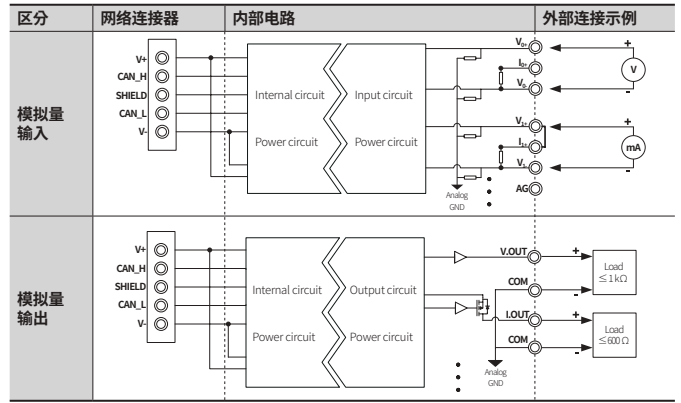 区分 网络连接器 内部电路 外部连接示例
模拟量
输入
V+
CAN_H
SHIELD
CAN_L
V-
Internal circuit
Power circuit
Input circuit
Power circuit
Analog
GND
V0+
I0+
V0-
V1+
I1+
V1-
AG
+
V
-
+
mA
-
模拟量
输出
V+
CAN_H
SHIELD
CAN_L
V-
Internal circuit
Power circuit
Output circuit
Power circuit
Analog
GND
V.OUT
COM
I.OUT
COM
+
-
Load
≤1kΩ
+
-
Load
≤600Ω